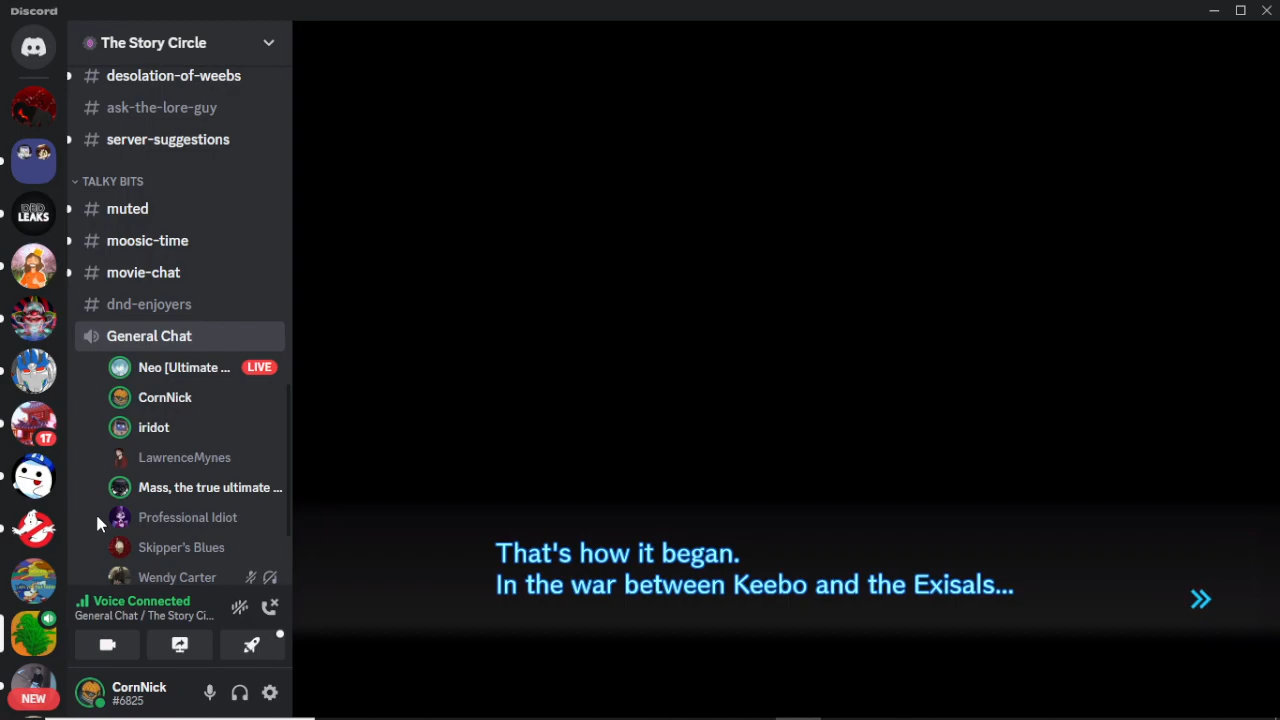 Discord
The Story Circle
desolation-of-weebs
ask-the-lore-guy
server-suggestions
TALKY BITS
muted
moosic-time
movie-chat
dnd-enjoyers
General Chat
Neo [Ultimate ... LIVE
CornNick
iridot
LawrenceMynes
Mass, the true ultimate ...
Professional Idiot
Skipper's Blues
Wendy Carter
Voice Connected
General Chat / The Story Ci...
CornNick
#6825
DBD
LEAKS
17
NEW
That's how it began.
In the war between Keebo and the Exisals...